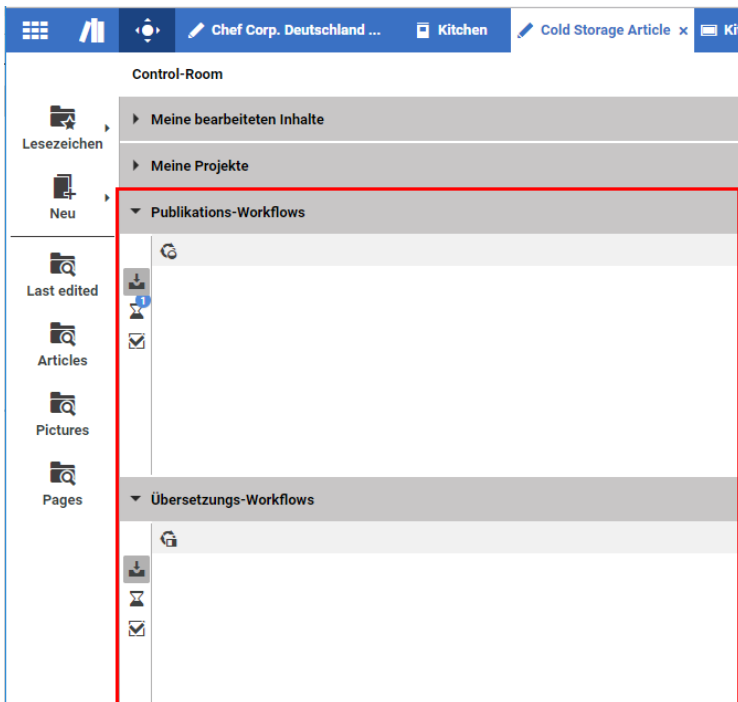 Chef Corp. Deutschland ...
Kitchen
Cold Storage Article
Ki
Control-Room
Lesezeichen
Neu
Last edited
Articles
Pictures
Pages
Meine bearbeiteten Inhalte
Meine Projekte
Publikations-Workflows
1
Übersetzungs-Workflows